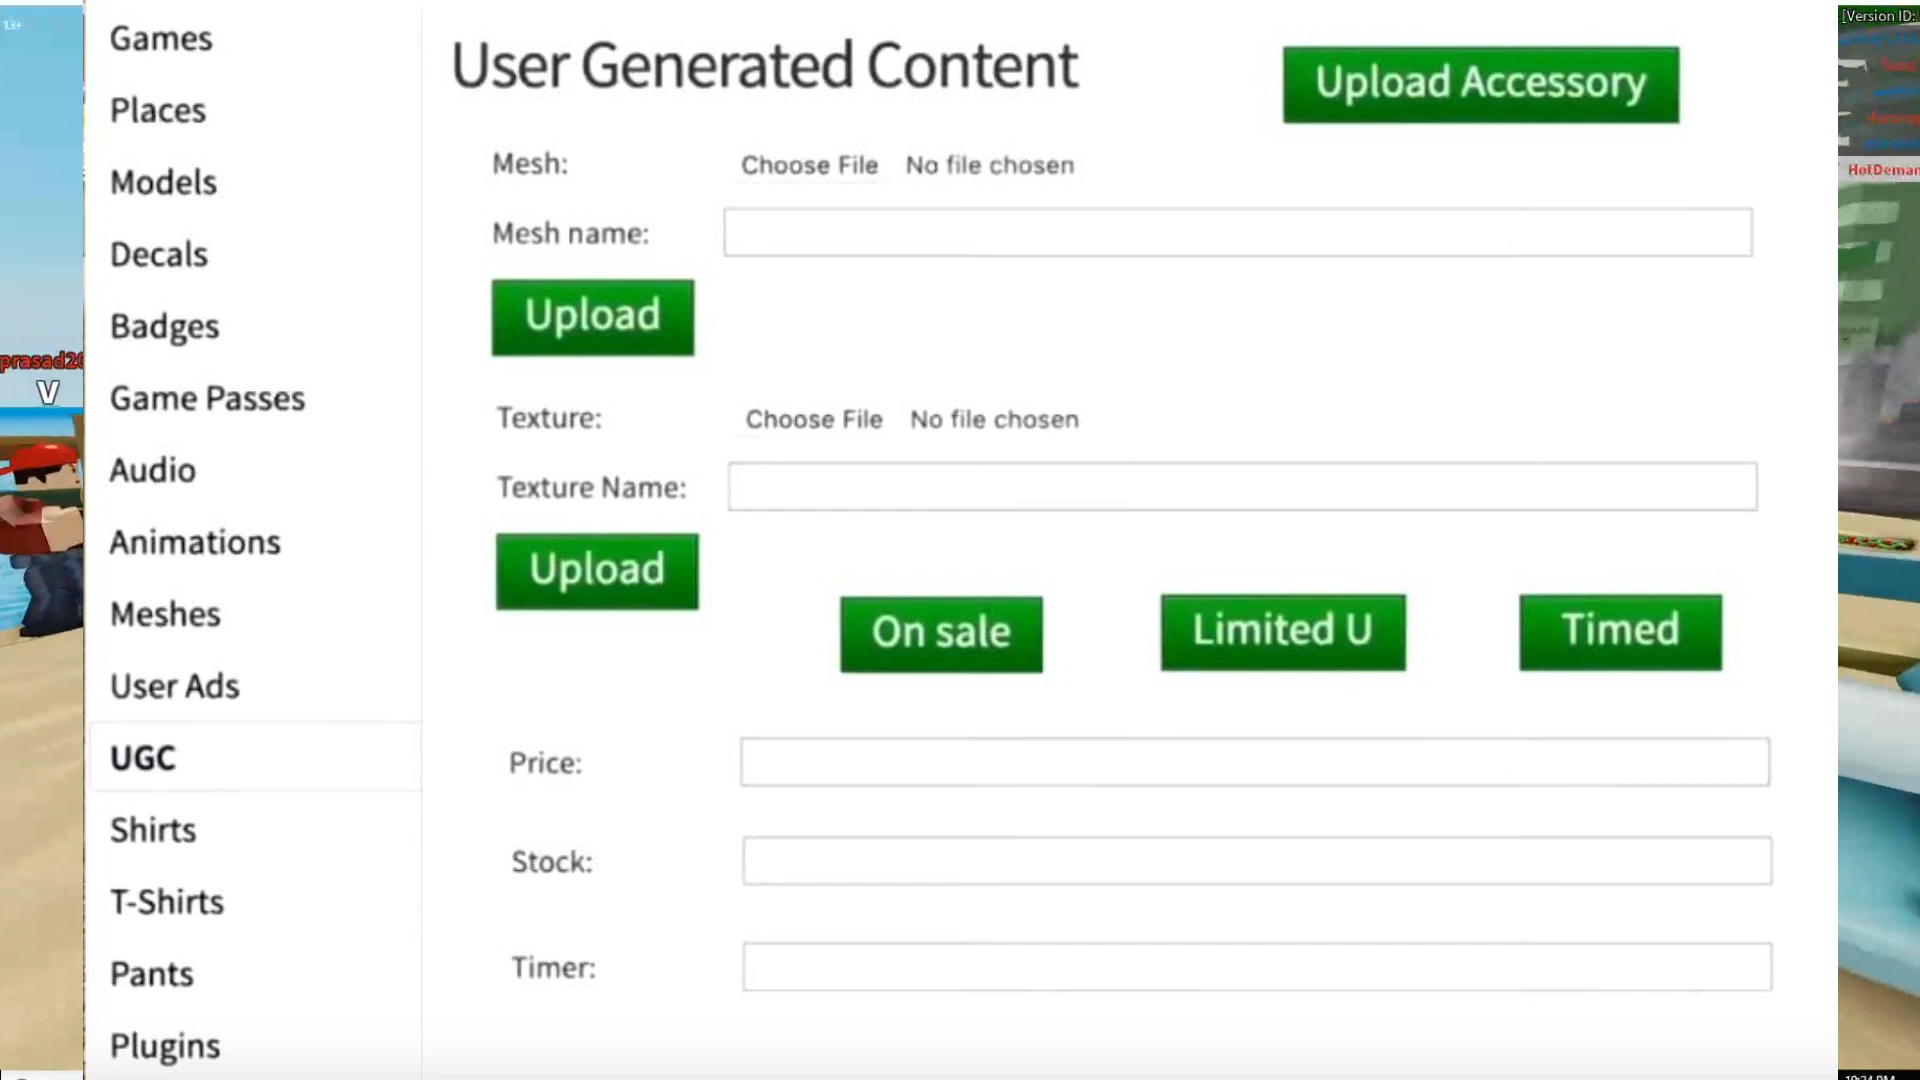 13+
prasad20
V
Games
Places
Models
Decals
Badges
Game Passes
Audio
Animations
Meshes
User Ads
UGC
Shirts
T-Shirts
Pants
Plugins
User Generated Content
Upload Accessory
Mesh: Choose File No file chosen
Mesh name:
Upload
Texture: Choose File No file chosen
Texture Name:
Upload
On sale Limited U Timed
Price:
Stock:
Timer:
[Version ID:
HotDeman